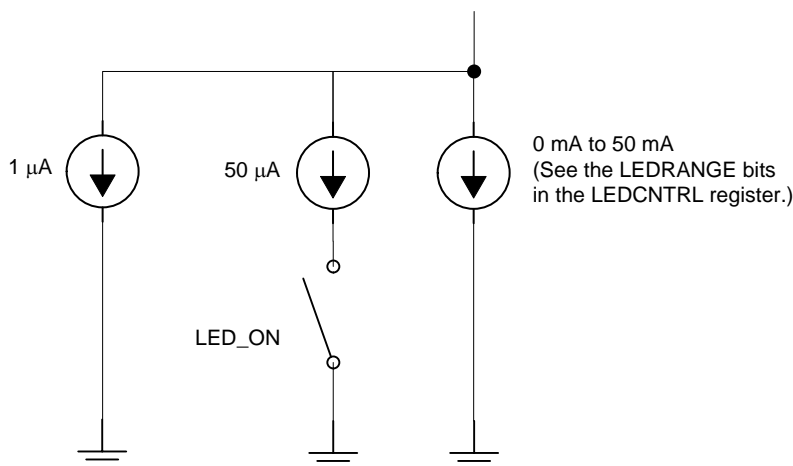 1 μA
50 μA
0 mA to 50 mA
(See the LEDRANGE bits
in the LEDCNTRL register.)
LED_ON